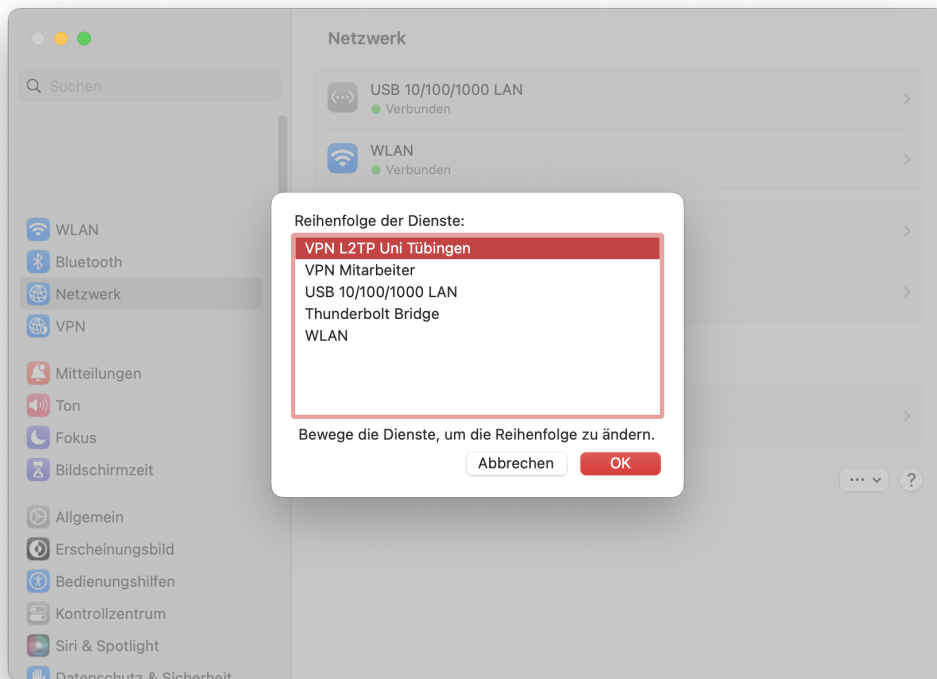 Suchen
WLAN
Bluetooth
Netzwerk
VPN
Mitteilungen
Ton
Fokus
Bildschirmzeit
Allgemein
Erscheinungsbild
Bedienungshilfen
Kontrollzentrum
Siri & Spotlight
Datenschutz & Sicherheit
Netzwerk
USB 10/100/1000 LAN
Verbunden
WLAN
Verbunden
Reihenfolge der Dienste:
VPN L2TP Uni Tübingen
VPN Mitarbeiter
USB 10/100/1000 LAN
Thunderbolt Bridge
WLAN
Bewege die Dienste, um die Reihenfolge zu ändern.
Abbrechen
OK
?